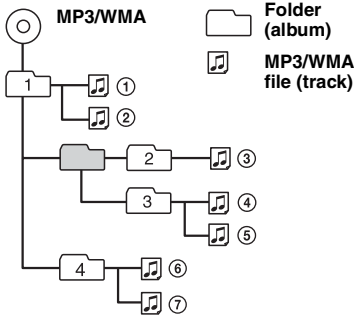 MP3/WMA
Folder
(album)
MP3/WMA
file (track)
1
①
②
2
③
3
④
⑤
4
⑥
⑦